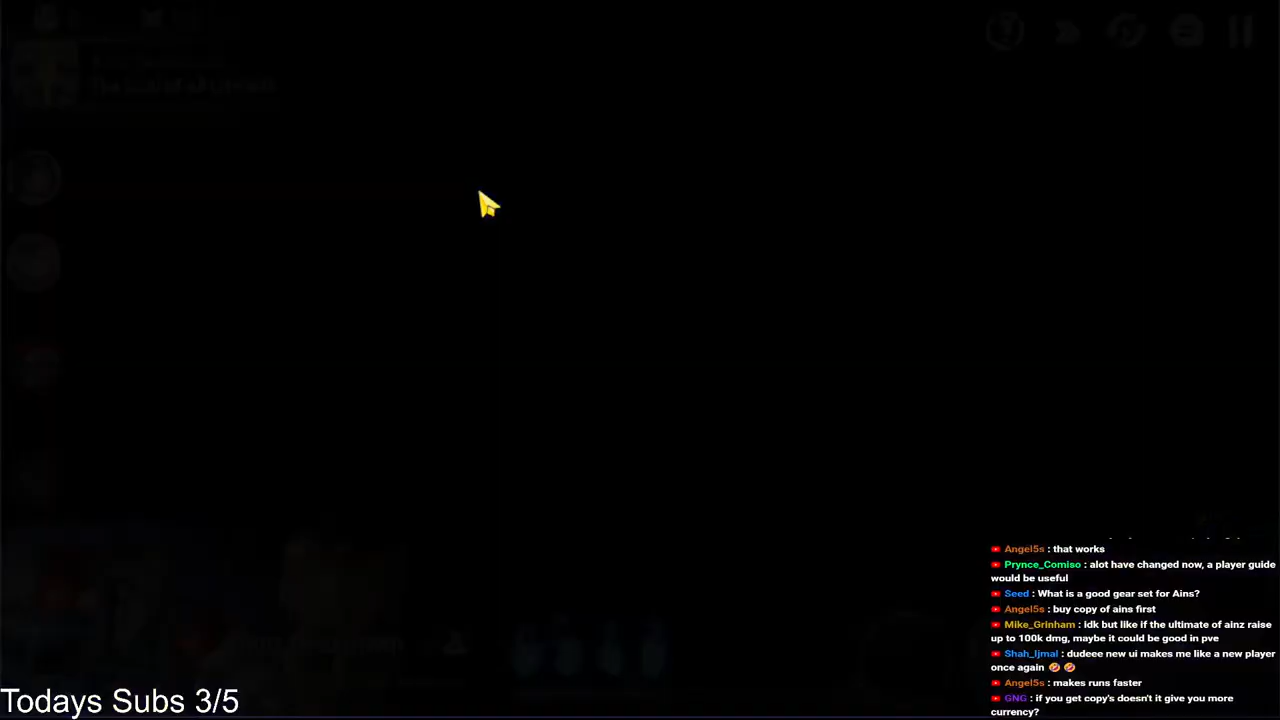 Angel5s : that works
Prynce_Comiso : alot have changed now, a player guide
would be useful
Seed : What is a good gear set for Ains?
Angel5s : buy copy of ains first
Mike_Grinham : idk but like if the ultimate of ainz raise
up to 100k dmg, maybe it could be good in pve
Shah_Ijmal : dudeee new ui makes me like a new player
once again 🤣 🤣
Angel5s : makes runs faster
GNG : if you get copy's doesn't it give you more
currency?
Todays Subs 3/5